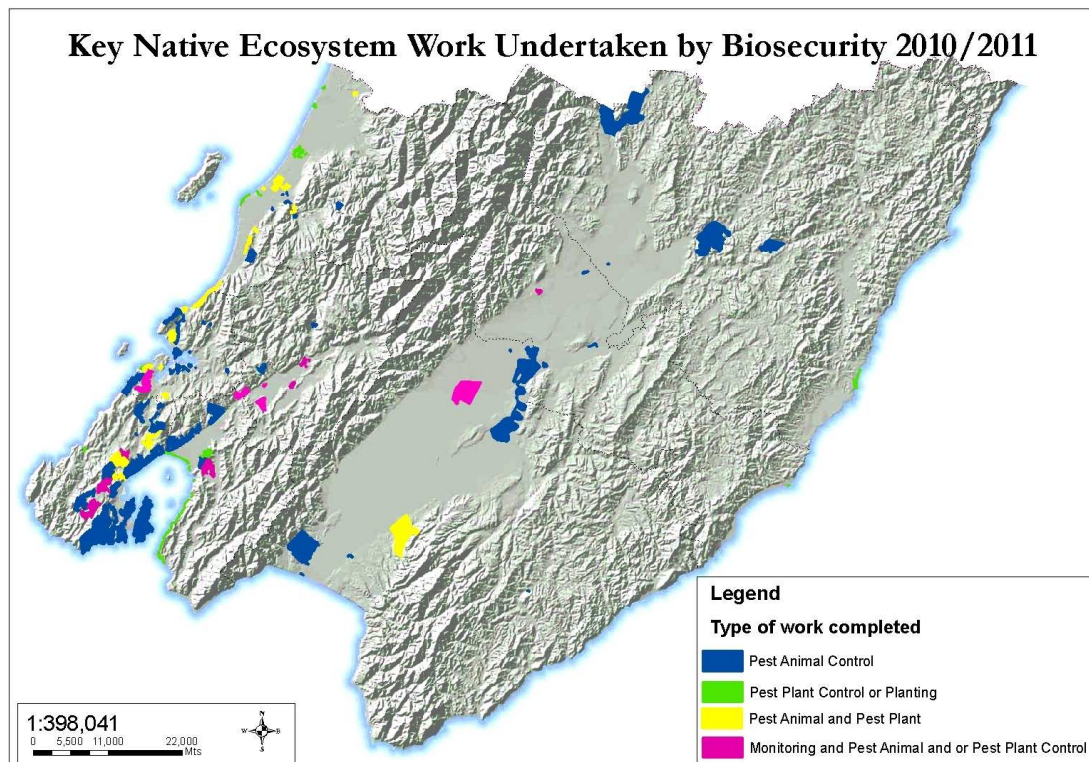 Key Native Ecosystem Work Undertaken by Biosecurity 2010/2011
Legend
Type of work completed
Pest Animal Control
Pest Plant Control or Planting
Pest Animal and Pest Plant
Monitoring and Pest Animal and or Pest Plant Control
1:398,041
0 5,500 11,000 22,000
Mts
N
W E
S